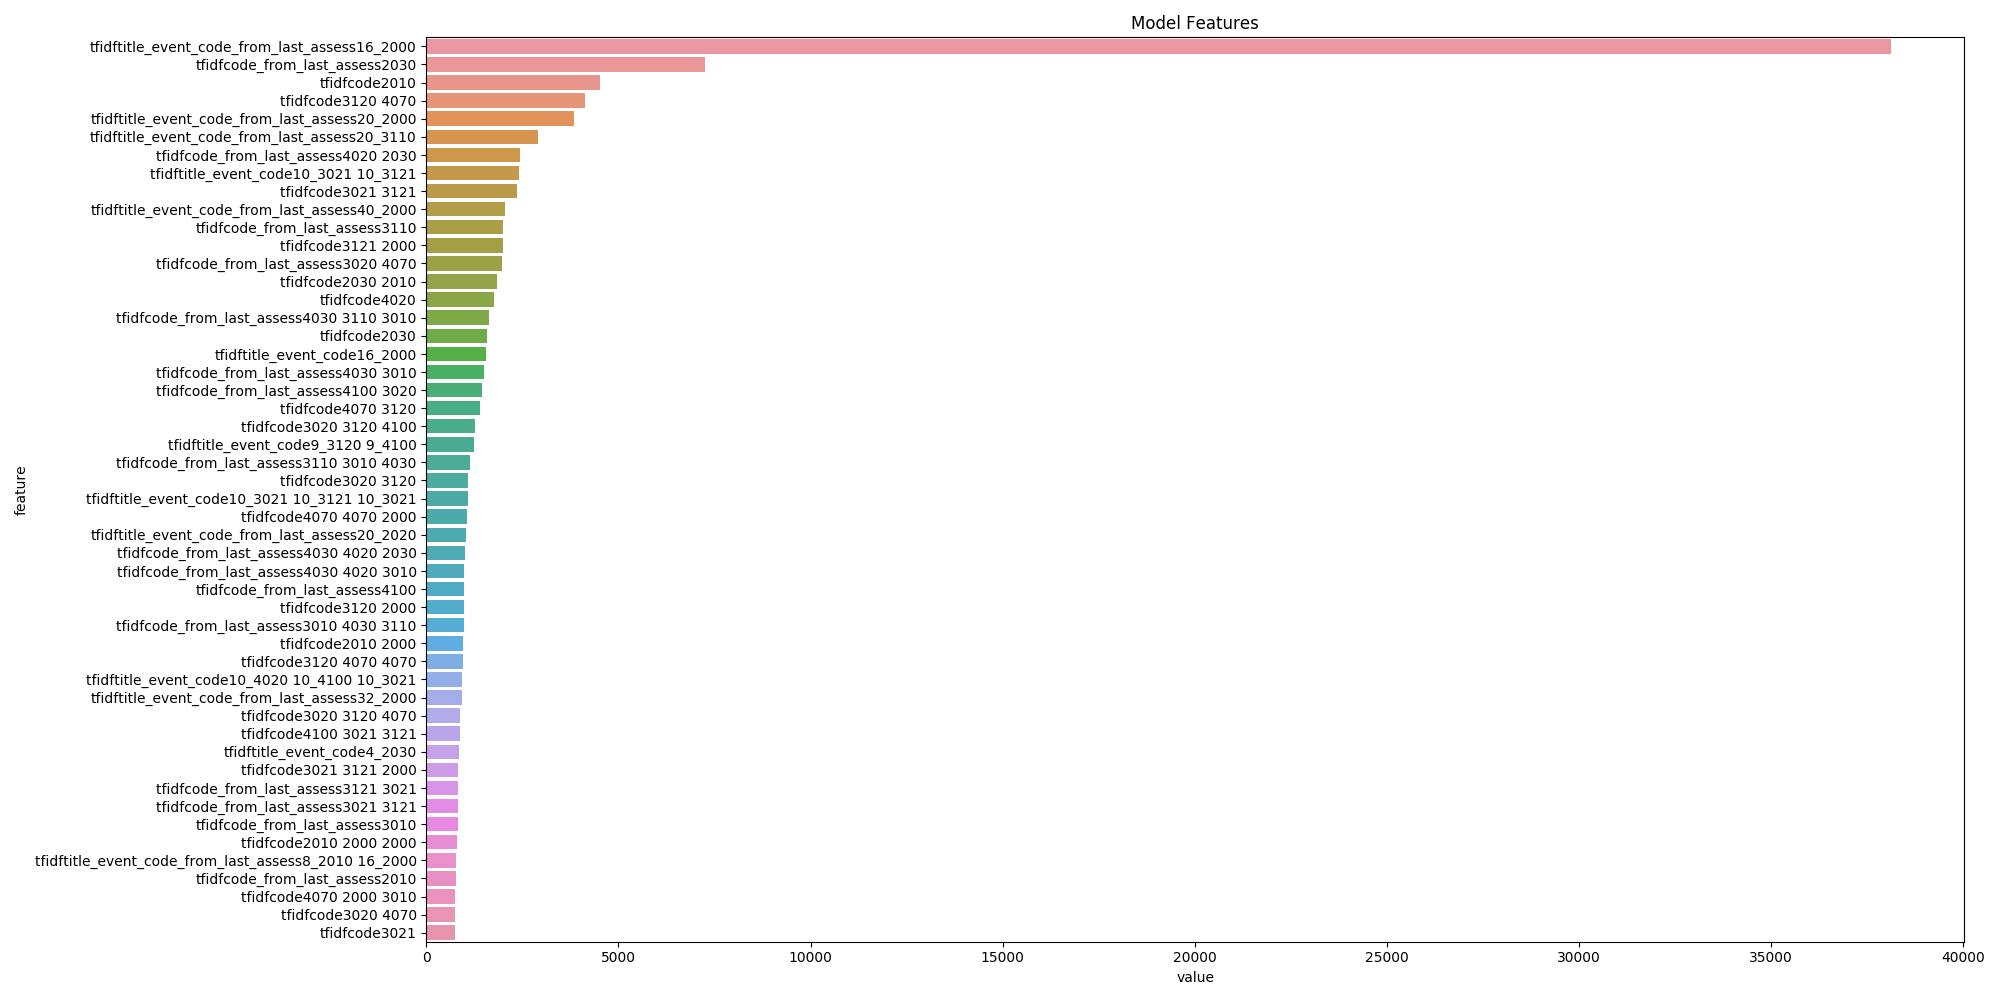 Model Features
tfidftitle_event_code_from_last_assess16_2000
tfidfcode_from_last_assess2030
tfidfcode2010
tfidfcode3120 4070
tfidftitle_event_code_from_last_assess20_2000
tfidftitle_event_code_from_last_assess20_3110
tfidfcode_from_last_assess4020 2030
tfidftitle_event_code10_3021 10_3121
tfidfcode3021 3121
tfidftitle_event_code_from_last_assess40_2000
tfidfcode_from_last_assess3110
tfidfcode3121 2000
tfidfcode_from_last_assess3020 4070
tfidfcode2030 2010
tfidfcode4020
tfidfcode_from_last_assess4030 3110 3010
tfidfcode2030
tfidftitle_event_code16_2000
tfidfcode_from_last_assess4030 3010
tfidfcode_from_last_assess4100 3020
tfidfcode4070 3120
tfidfcode3020 3120 4100
tfidftitle_event_code9_3120 9_4100
tfidfcode_from_last_assess3110 3010 4030
tfidfcode3020 3120
tfidftitle_event_code10_3021 10_3121 10_3021
tfidfcode4070 4070 2000
tfidftitle_event_code_from_last_assess20_2020
tfidfcode_from_last_assess4030 4020 2030
tfidfcode_from_last_assess4030 4020 3010
tfidfcode_from_last_assess4100
tfidfcode3120 2000
tfidfcode_from_last_assess3010 4030 3110
tfidfcode2010 2000
tfidfcode3120 4070 4070
tfidftitle_event_code10_4020 10_4100 10_3021
tfidftitle_event_code_from_last_assess32_2000
tfidfcode3020 3120 4070
tfidfcode4100 3021 3121
tfidftitle_event_code4_2030
tfidfcode3021 3121 2000
tfidfcode_from_last_assess3121 3021
tfidfcode_from_last_assess3021 3121
tfidfcode_from_last_assess3010
tfidfcode2010 2000 2000
tfidftitle_event_code_from_last_assess8_2010 16_2000
tfidfcode_from_last_assess2010
tfidfcode4070 2000 3010
tfidfcode3020 4070
tfidfcode3021
feature
0 5000 10000 15000 20000 25000 30000 35000 40000
value